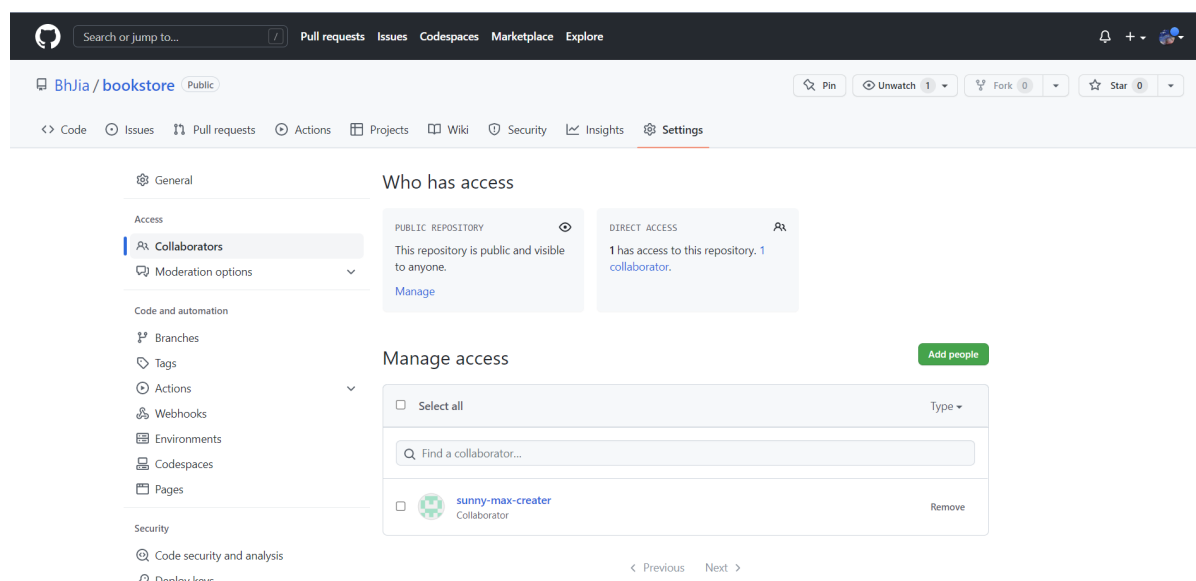 Search or jump to... / Pull requests Issues Codespaces Marketplace Explore
BhJia / bookstore Public Pin Unwatch 1 Fork 0 Star 0
Code Issues Pull requests Actions Projects Wiki Security Insights Settings
General
Access
Collaborators
Moderation options
Code and automation
Branches
Tags
Actions
Webhooks
Environments
Codespaces
Pages
Security
Code security and analysis
Deploy keys
Who has access
PUBLIC REPOSITORY
This repository is public and visible
to anyone.
Manage
DIRECT ACCESS
1 has access to this repository. 1
collaborator.
Manage access
Add people
Select all Type
Find a collaborator...
sunny-max-creater
Collaborator
Remove
< Previous Next >